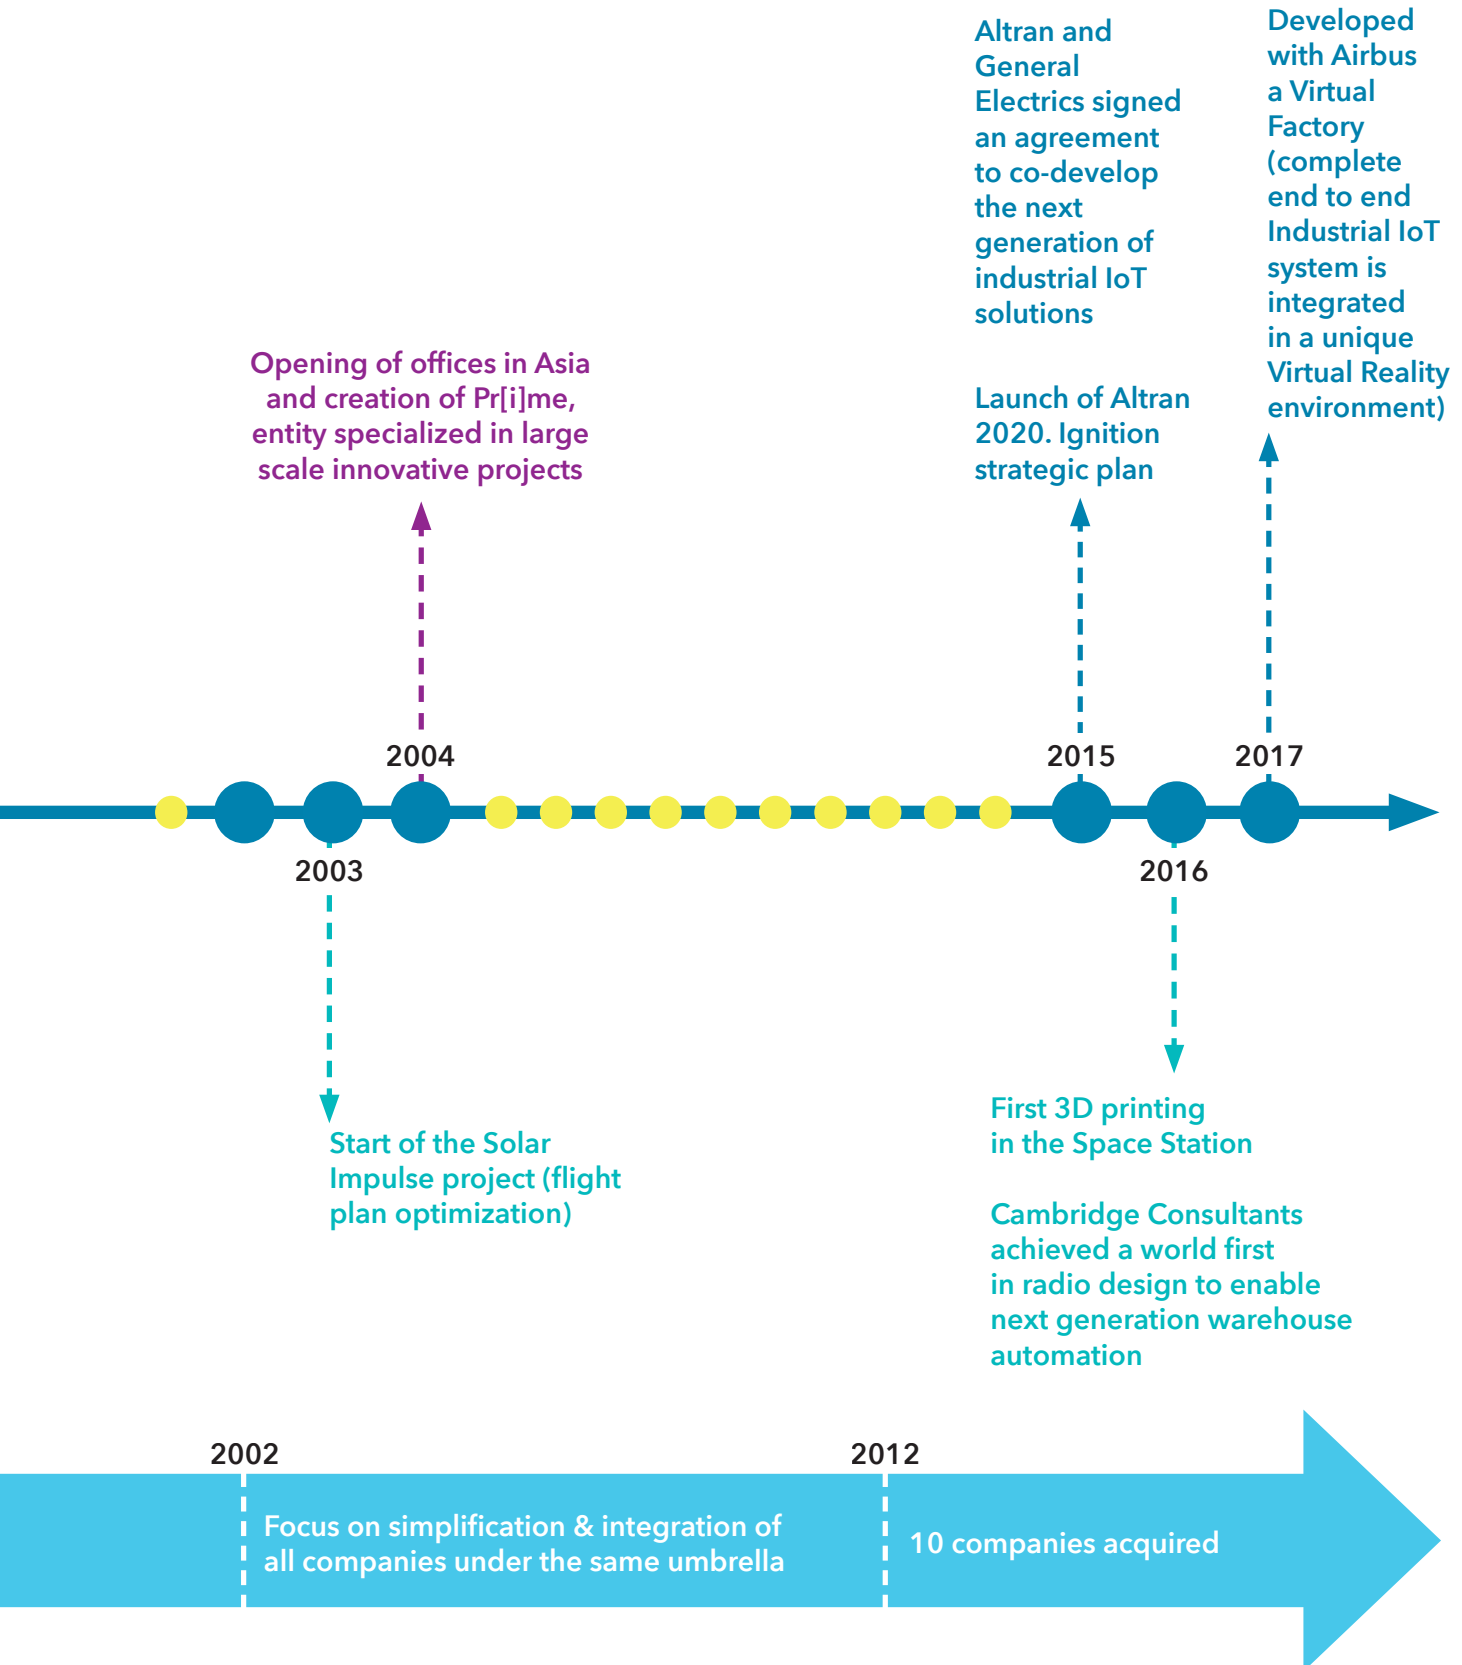 Altran and
General
Electrics signed
an agreement
to co-develop
the next
generation of
industrial IoT
solutions
Launch of Altran
2020. Ignition
strategic plan
Developed
with Airbus
a Virtual
Factory
(complete
end to end
Industrial IoT
system is
integrated
in a unique
Virtual Reality
environment)
Opening of offices in Asia
and creation of Pr[i]me,
entity specialized in large
scale innovative projects
2004
2015
2017
2003
2016
Start of the Solar
Impulse project (flight
plan optimization)
First 3D printing
in the Space Station
Cambridge Consultants
achieved a world first
in radio design to enable
next generation warehouse
automation
2002
2012
Focus on simplification & integration of
all companies under the same umbrella
10 companies acquired